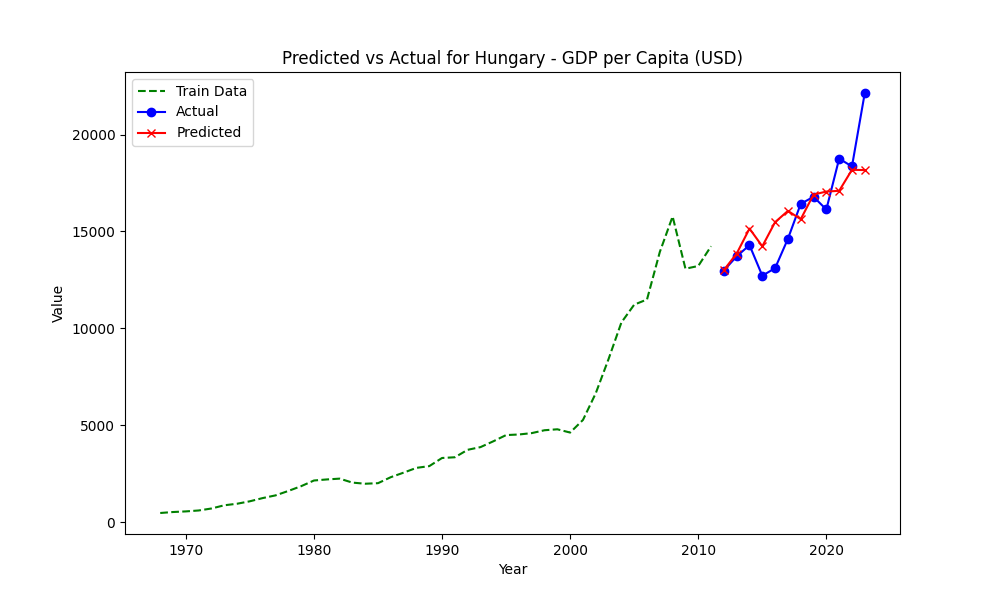 Predicted vs Actual for Hungary - GDP per Capita (USD)
Train Data
Actual
Predicted
Value
20000
15000
10000
5000
0
1970 1980 1990 2000 2010 2020
Year